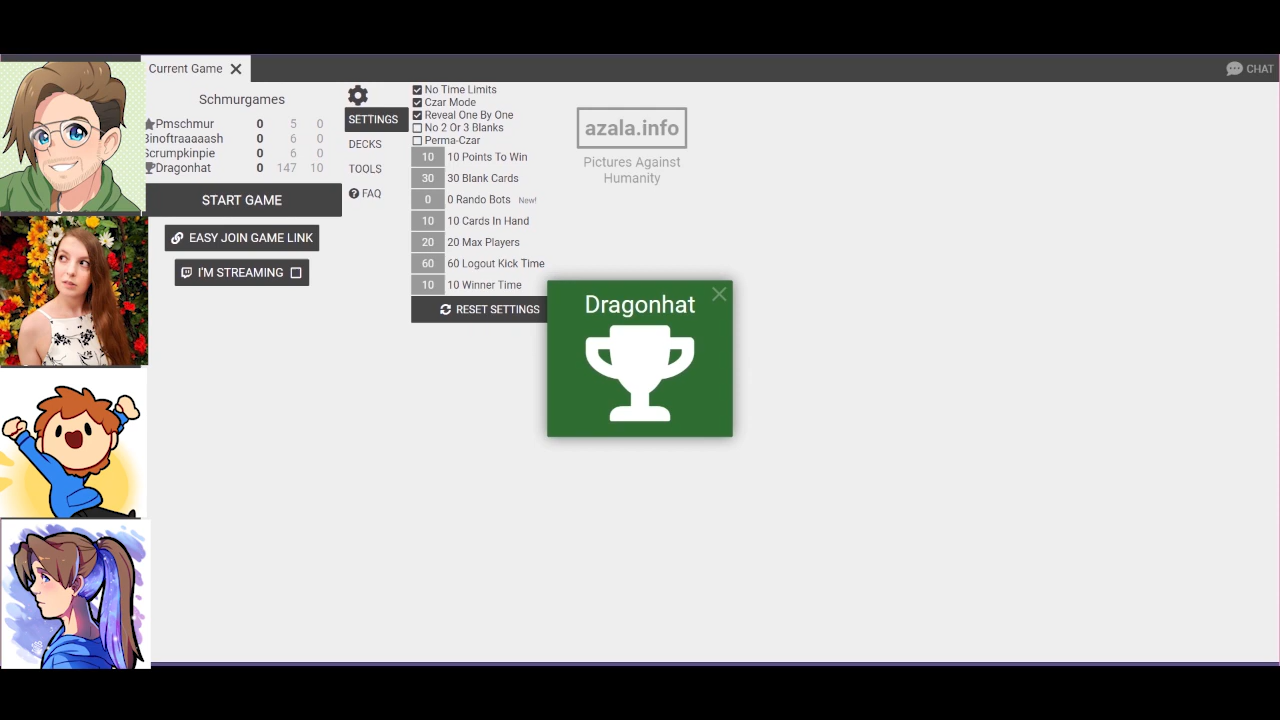 Current Game
CHAT
Schmurgames
Pmschmur 0 5 0
Binoftraaaaash 0 6 0
Scrumpkinpie 0 6 0
Dragonhat 0 147 10
START GAME
EASY JOIN GAME LINK
I'M STREAMING
SETTINGS
DECKS
TOOLS
FAQ
No Time Limits
Czar Mode
Reveal One By One
No 2 Or 3 Blanks
Perma-Czar
10 10 Points To Win
30 30 Blank Cards
0 0 Rando Bots New!
10 10 Cards In Hand
20 20 Max Players
60 60 Logout Kick Time
10 10 Winner Time
RESET SETTINGS
azala.info
Pictures Against
Humanity
Dragonhat